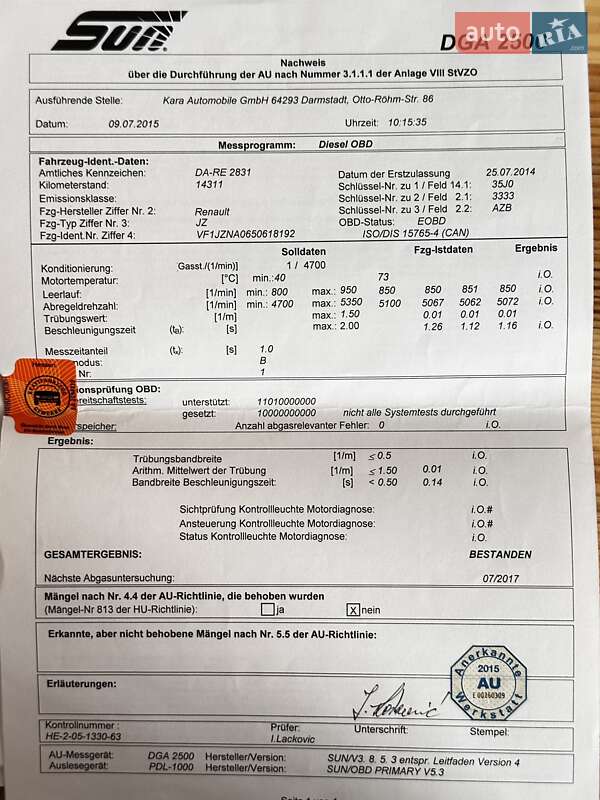 Sun
DGA 2500
auto RIA.com
Nachweis
über die Durchführung der AU nach Nummer 3.1.1.1 der Anlage VIII StVZO
Ausführende Stelle: Kara Automobile GmbH 64293 Darmstadt, Otto-Röhm-Str. 86
Datum: 09.07.2015 Uhrzeit: 10:15:35
Messprogramm: Diesel OBD
Fahrzeug-Ident.-Daten:
Amtliches Kennzeichen: DA-RE 2831 Datum der Erstzulassung 25.07.2014
Kilometerstand: 14311 Schlüssel-Nr. zu 1 / Feld 14.1: 35J0
Emissionsklasse: Schlüssel-Nr. zu 2 / Feld 2.1: 3333
Fzg-Hersteller Ziffer Nr. 2: Renault Schlüssel-Nr. zu 3 / Feld 2.2: AZB
Fzg-Typ Ziffer Nr. 3: JZ OBD-Status: EOBD
Fzg-Ident.Nr. Ziffer 4: VF1JZNA0650618192 ISO/DIS 15765-4 (CAN)
Solldaten Fzg-Istdaten Ergebnis
Konditionierung: Gasst./(1/min)] 1 / 4700
Motortemperatur: [°C] min.:40 73 i.O.
Leerlauf: [1/min] min.: 800 max.: 950 850 850 851 850 i.O.
Abregeldrehzahl: [1/min] min.: 4700 max.: 5350 5100 5067 5062 5072 i.O.
Trübungswert: [1/m] max.: 1.50 0.01 0.01 0.01
Beschleunigungszeit (tB): [s] max.: 2.00 1.26 1.12 1.16 i.O.
Messzeitanteil (tx): [s] 1.0
modus: B
Nr: 1
onsprüfung OBD:
ereitschaftstests: unterstützt: 11010000000
gesetzt: 10000000000 nicht alle Systemtests durchgeführt
rspeicher: Anzahl abgasrelevanter Fehler: 0 i.O.
Ergebnis:
Trübungsbandbreite [1/m] ≤0.5 i.O.
Arithm. Mittelwert der Trübung [1/m] ≤1.50 0.01 i.O.
Bandbreite Beschleunigungszeit: [s] < 0.50 0.14 i.O.
Sichtprüfung Kontrollleuchte Motordiagnose: i.O.#
Ansteuerung Kontrollleuchte Motordiagnose: i.O.#
Status Kontrollleuchte Motordiagnose: i.O.
GESAMTERGEBNIS: BESTANDEN
Nächste Abgasuntersuchung: 07/2017
Mängel nach Nr. 4.4 der AU-Richtlinie, die behoben wurden
(Mängel-Nr 813 der HU-Richtlinie): ja x nein
Erkannte, aber nicht behobene Mängel nach Nr. 5.5 der AU-Richtlinie:
Anerkannte
2015
AU
Werkstatt
Erläuterungen:
Kontrollnummer : Prüfer: Unterschrift: Stempel:
HE-2-05-1330-63 I.Lackovic
AU-Messgerät: DGA 2500 Hersteller/Version: SUN/V3. 8. 5. 3 entspr. Leitfaden Version 4
Auslesegerät: PDL-1000 Hersteller/Version: SUN/OBD PRIMARY V5.3